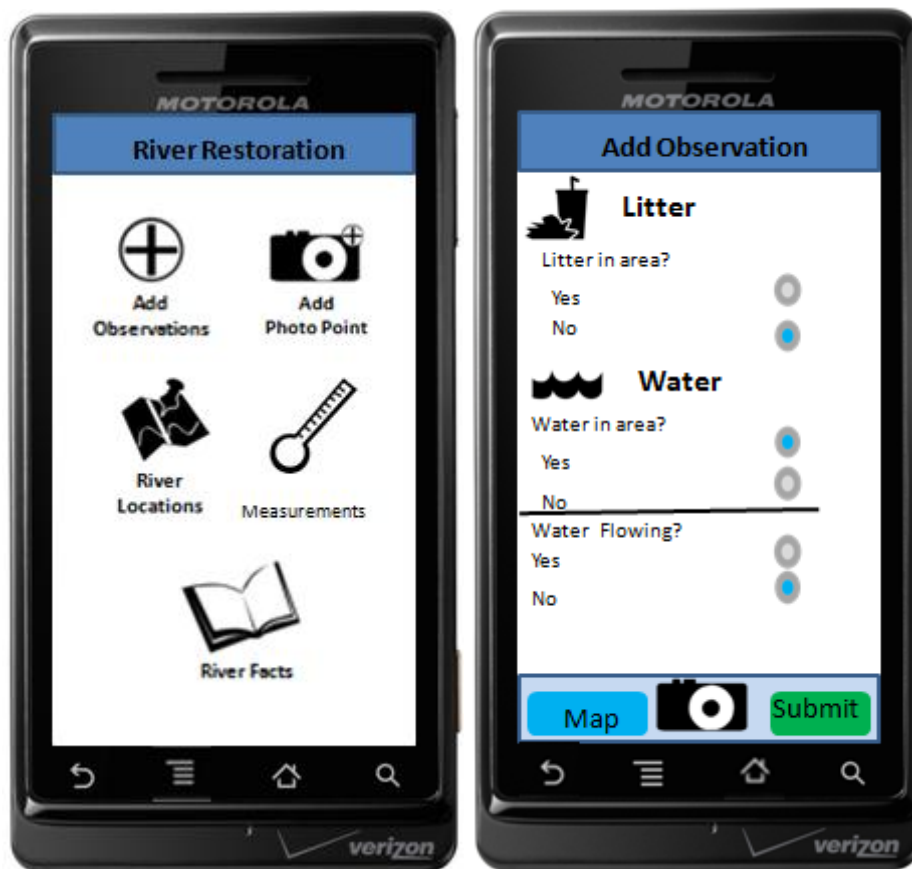 MOTOROLA
River Restoration
Add
Observations
Add
Photo Point
River
Locations
Measurements
River Facts
verizon
MOTOROLA
Add Observation
Litter
Litter in area?
Yes
No
Water
Water in area?
Yes
No
Water Flowing?
Yes
No
Map
Submit
verizon